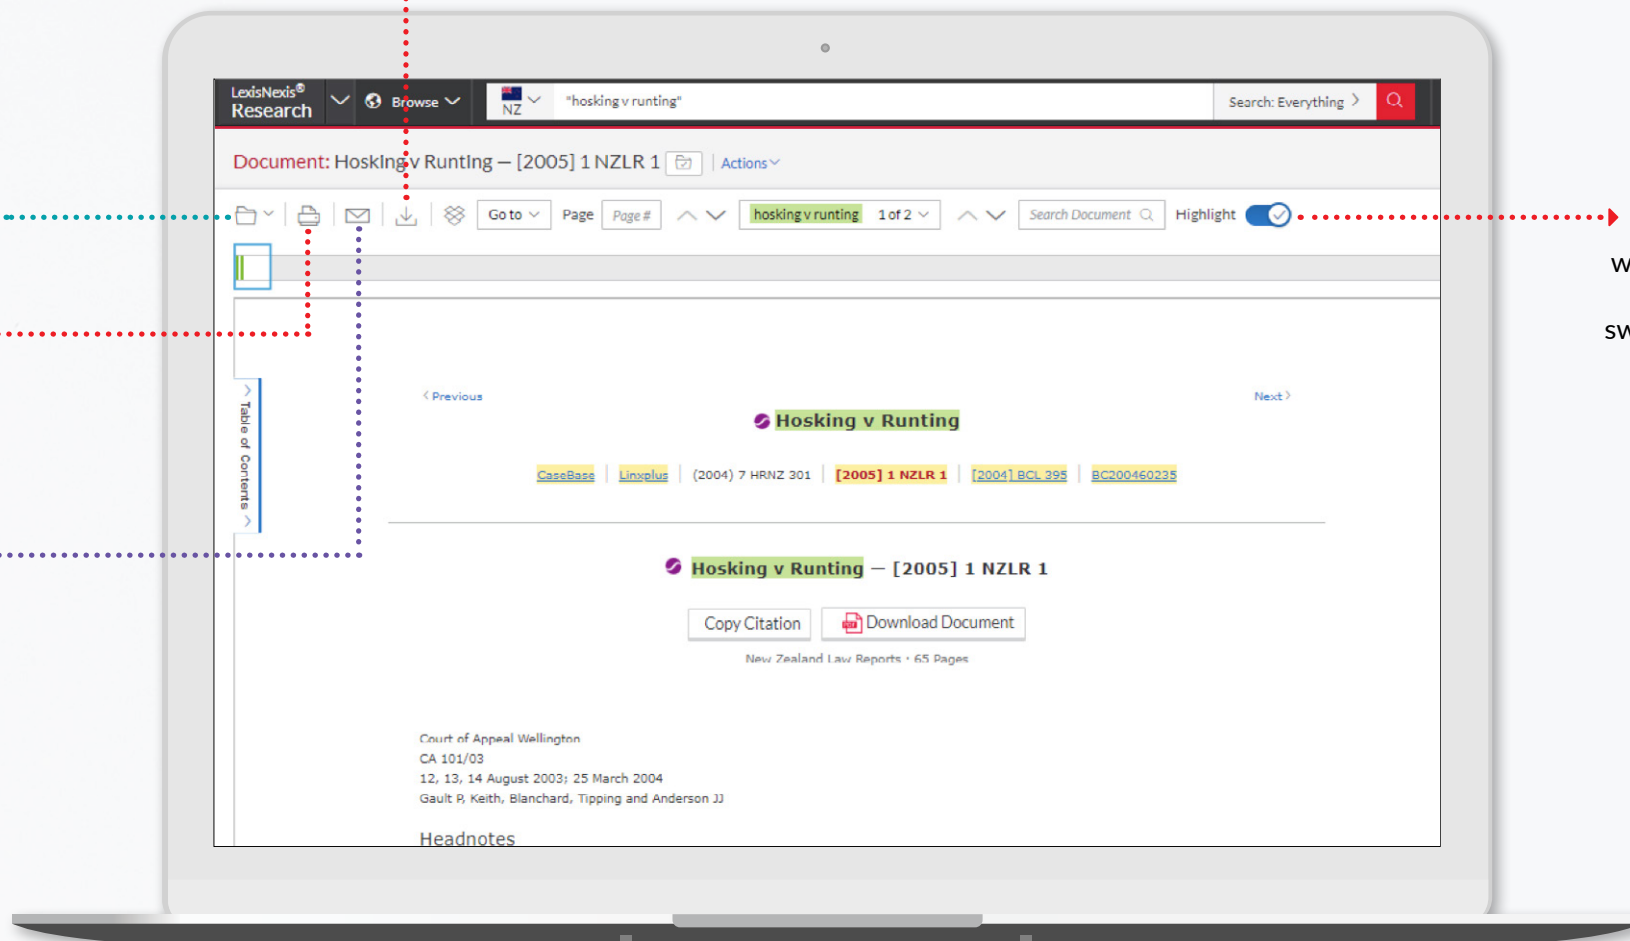 LexisNexis®
Research Browse NZ "hosking v runting" Search: Everything
Document: Hosking v Runting — [2005] 1 NZLR 1 Actions
Go to Page Page # hosking v runting 1 of 2 Search Document Highlight
Table of Contents
Previous Next
Hosking v Runting
CaseBase Linxplus (2004) 7 HRNZ 301 [2005] 1 NZLR 1 [2004] BCL 395 BC200460235
Hosking v Runting — [2005] 1 NZLR 1
Copy Citation Download Document
New Zealand Law Reports • 65 Pages
Court of Appeal Wellington
CA 101/03
12, 13, 14 August 2003; 25 March 2004
Gault P, Keith, Blanchard, Tipping and Anderson JJ
Headnotes